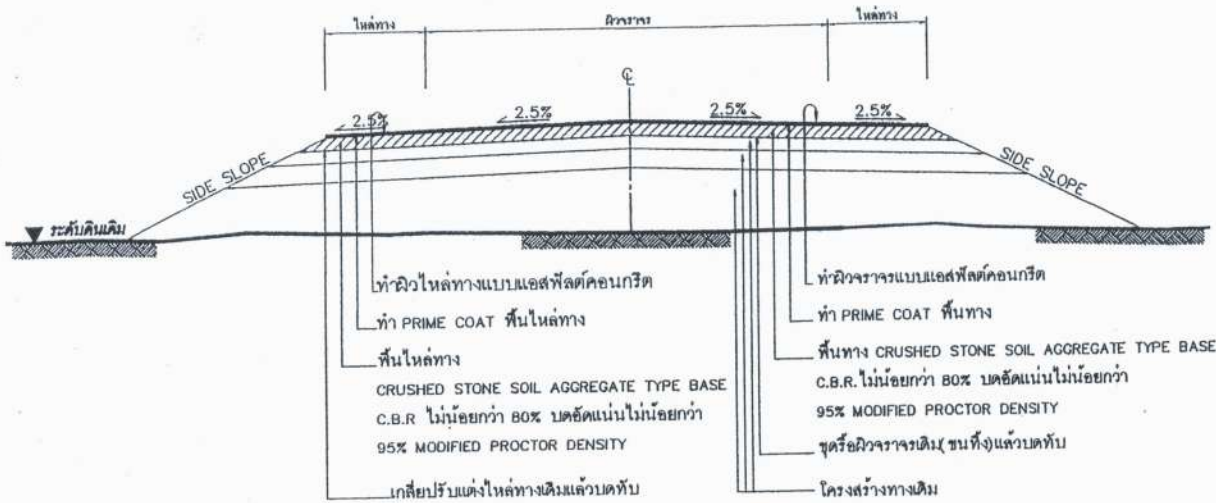 ไหล่ทาง
ผิวจราจร
ไหล่ทาง
℄
2.5%
2.5%
2.5%
2.5%
SIDE SLOPE
SIDE SLOPE
ระดับดินเดิม
ทำผิวไหล่ทางแบบแอสฟัลต์คอนกรีต
ทำ PRIME COAT พื้นไหล่ทาง
พื้นไหล่ทาง
CRUSHED STONE SOIL AGGREGATE TYPE BASE
C.B.R ไม่น้อยกว่า 80% บดอัดแน่นไม่น้อยกว่า
95% MODIFIED PROCTOR DENSITY
เกลี่ยปรับแต่งไหล่ทางเดิมแล้วบดทับ
ทำผิวจราจรแบบแอสฟัลต์คอนกรีต
ทำ PRIME COAT พื้นทาง
พื้นทาง CRUSHED STONE SOIL AGGREGATE TYPE BASE
C.B.R. ไม่น้อยกว่า 80% บดอัดแน่นไม่น้อยกว่า
95% MODIFIED PROCTOR DENSITY
ขุดรื้อผิวจราจรเดิม(ขนทิ้ง)แล้วบดทับ
โครงสร้างทางเดิม